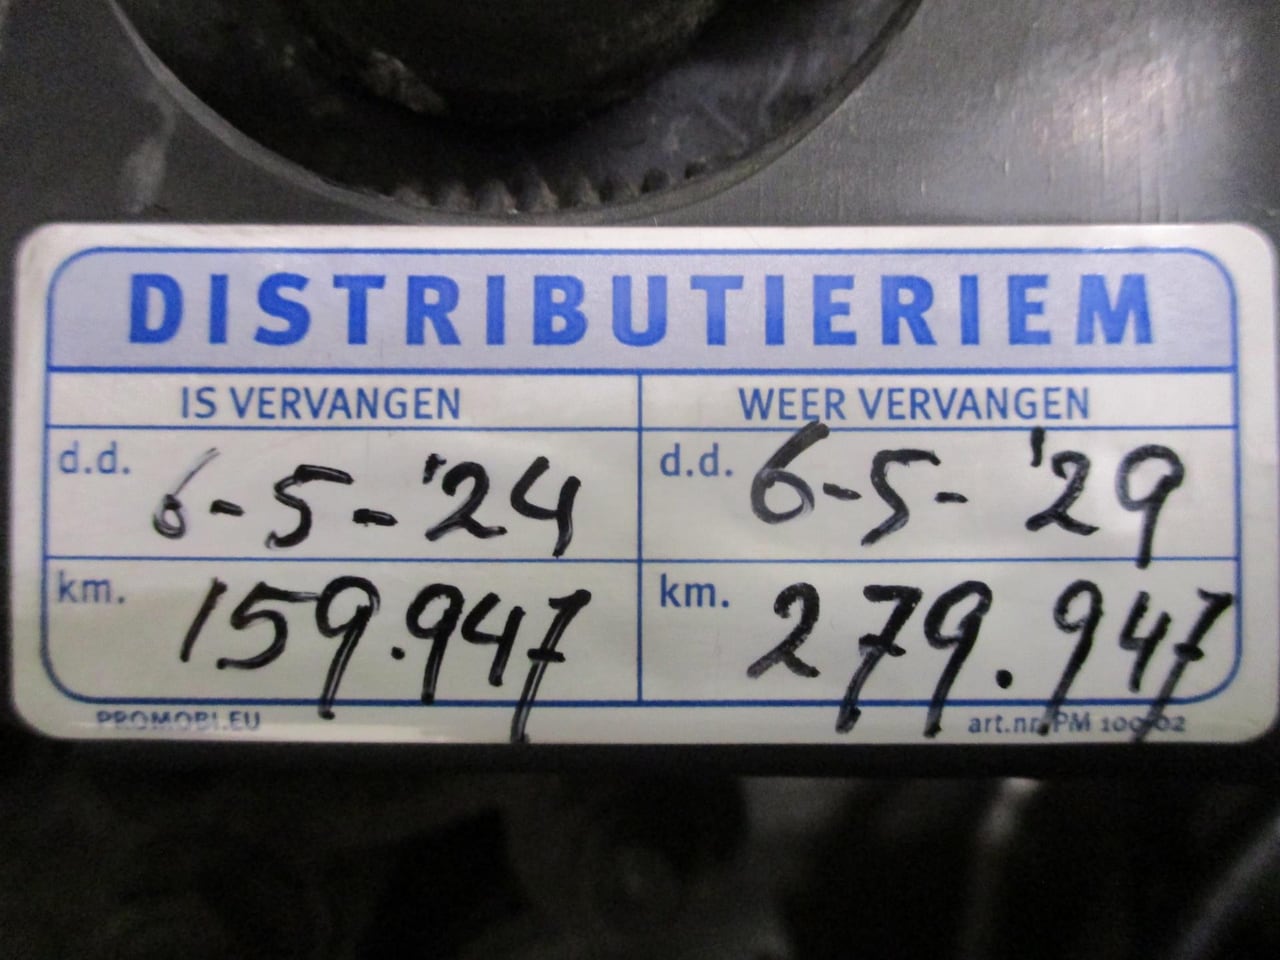 DISTRIBUTIERIEM
IS VERVANGEN WEER VERVANGEN
d.d. 6-5-'24 d.d. 6-5-'29
km. 159.947 km. 279.947
PROMOBI.EU art.nr. PM 100-02